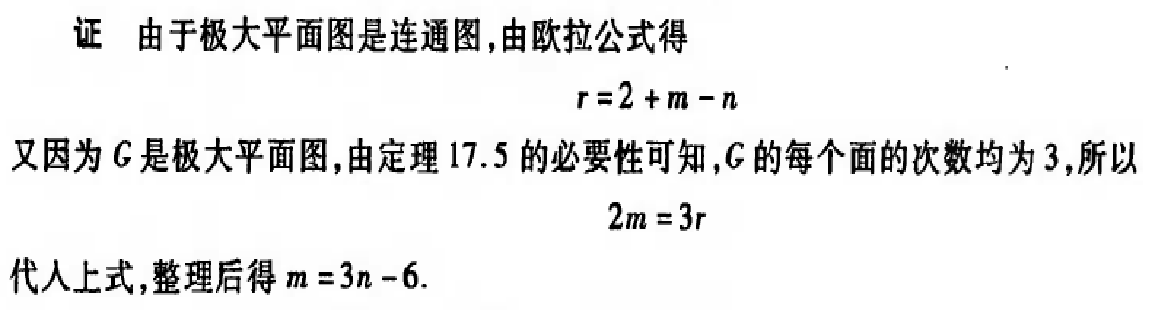 证 由于极大平面图是连通图,由欧拉公式得
r=2+m-n
又因为 G 是极大平面图,由定理 17.5 的必要性可知,G 的每个面的次数均为 3,所以
2m=3r
代入上式,整理后得 m=3n-6.